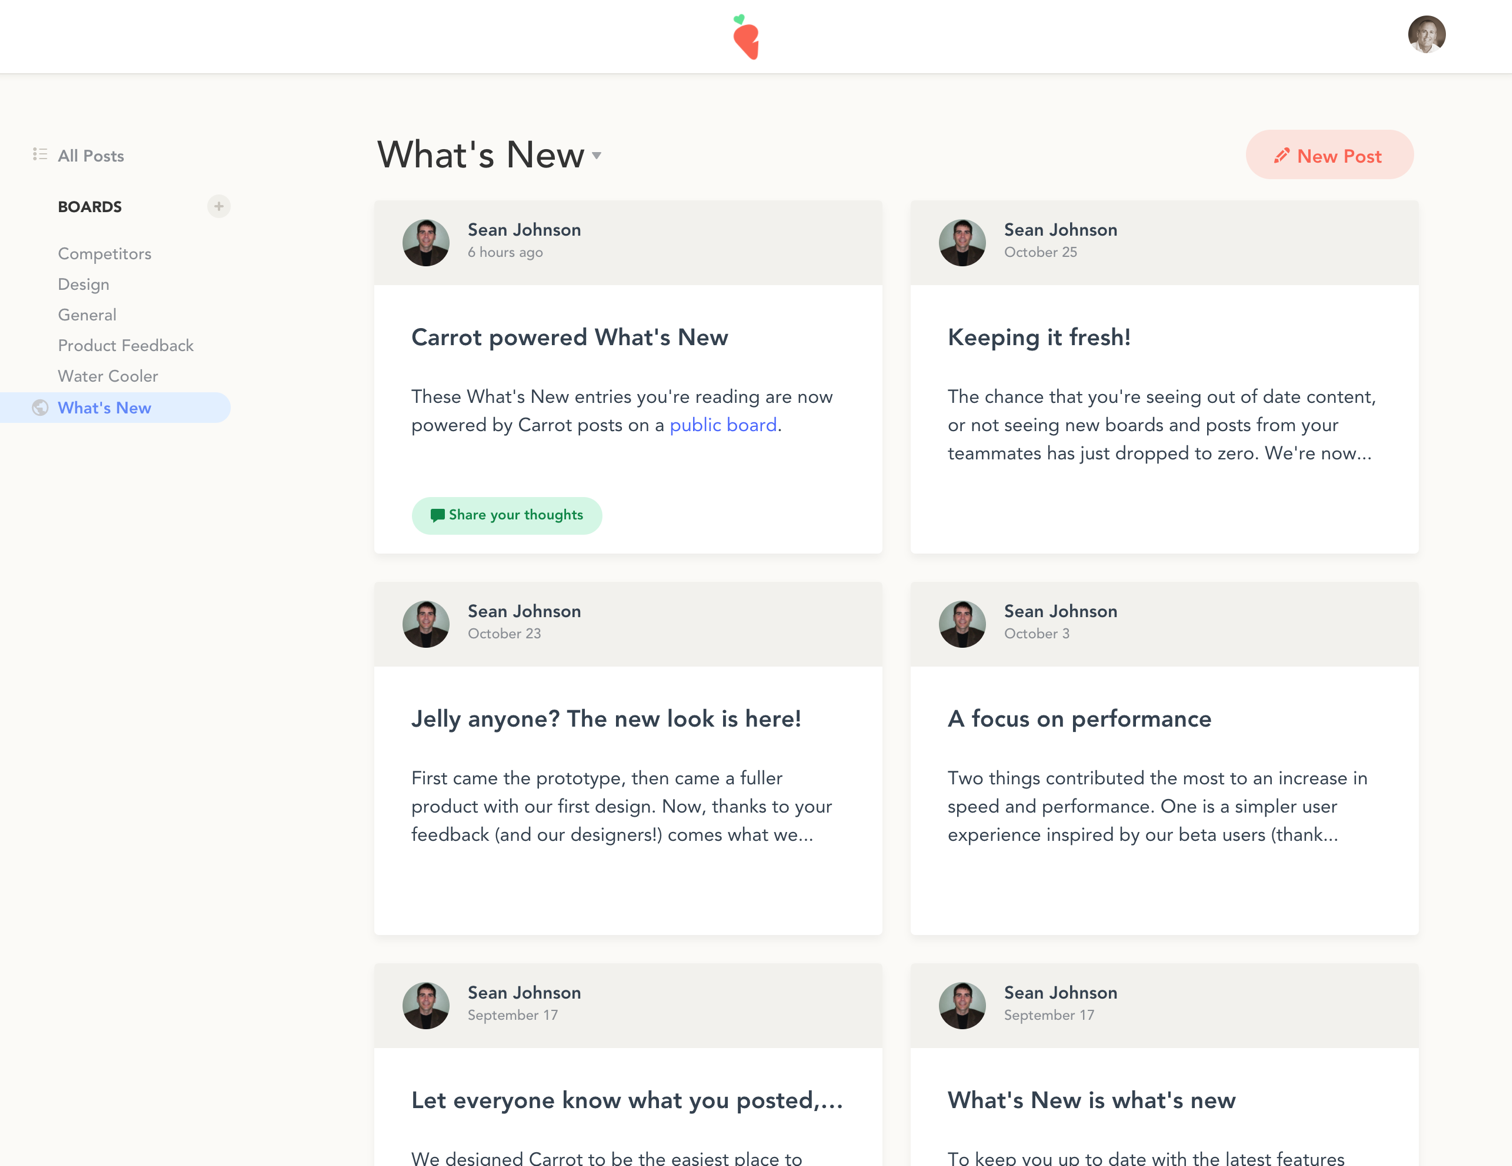 All Posts
BOARDS
+
Competitors
Design
General
Product Feedback
Water Cooler
What's New
What's New
New Post
Sean Johnson
6 hours ago
Carrot powered What's New
These What's New entries you're reading are now
powered by Carrot posts on a public board.
Share your thoughts
Sean Johnson
October 25
Keeping it fresh!
The chance that you're seeing out of date content,
or not seeing new boards and posts from your
teammates has just dropped to zero. We're now...
Sean Johnson
October 23
Jelly anyone? The new look is here!
First came the prototype, then came a fuller
product with our first design. Now, thanks to your
feedback (and our designers!) comes what we...
Sean Johnson
October 3
A focus on performance
Two things contributed the most to an increase in
speed and performance. One is a simpler user
experience inspired by our beta users (thank...
Sean Johnson
September 17
Let everyone know what you posted,...
We designed Carrot to be the easiest place to
Sean Johnson
September 17
What's New is what's new
To keep you up to date with the latest features